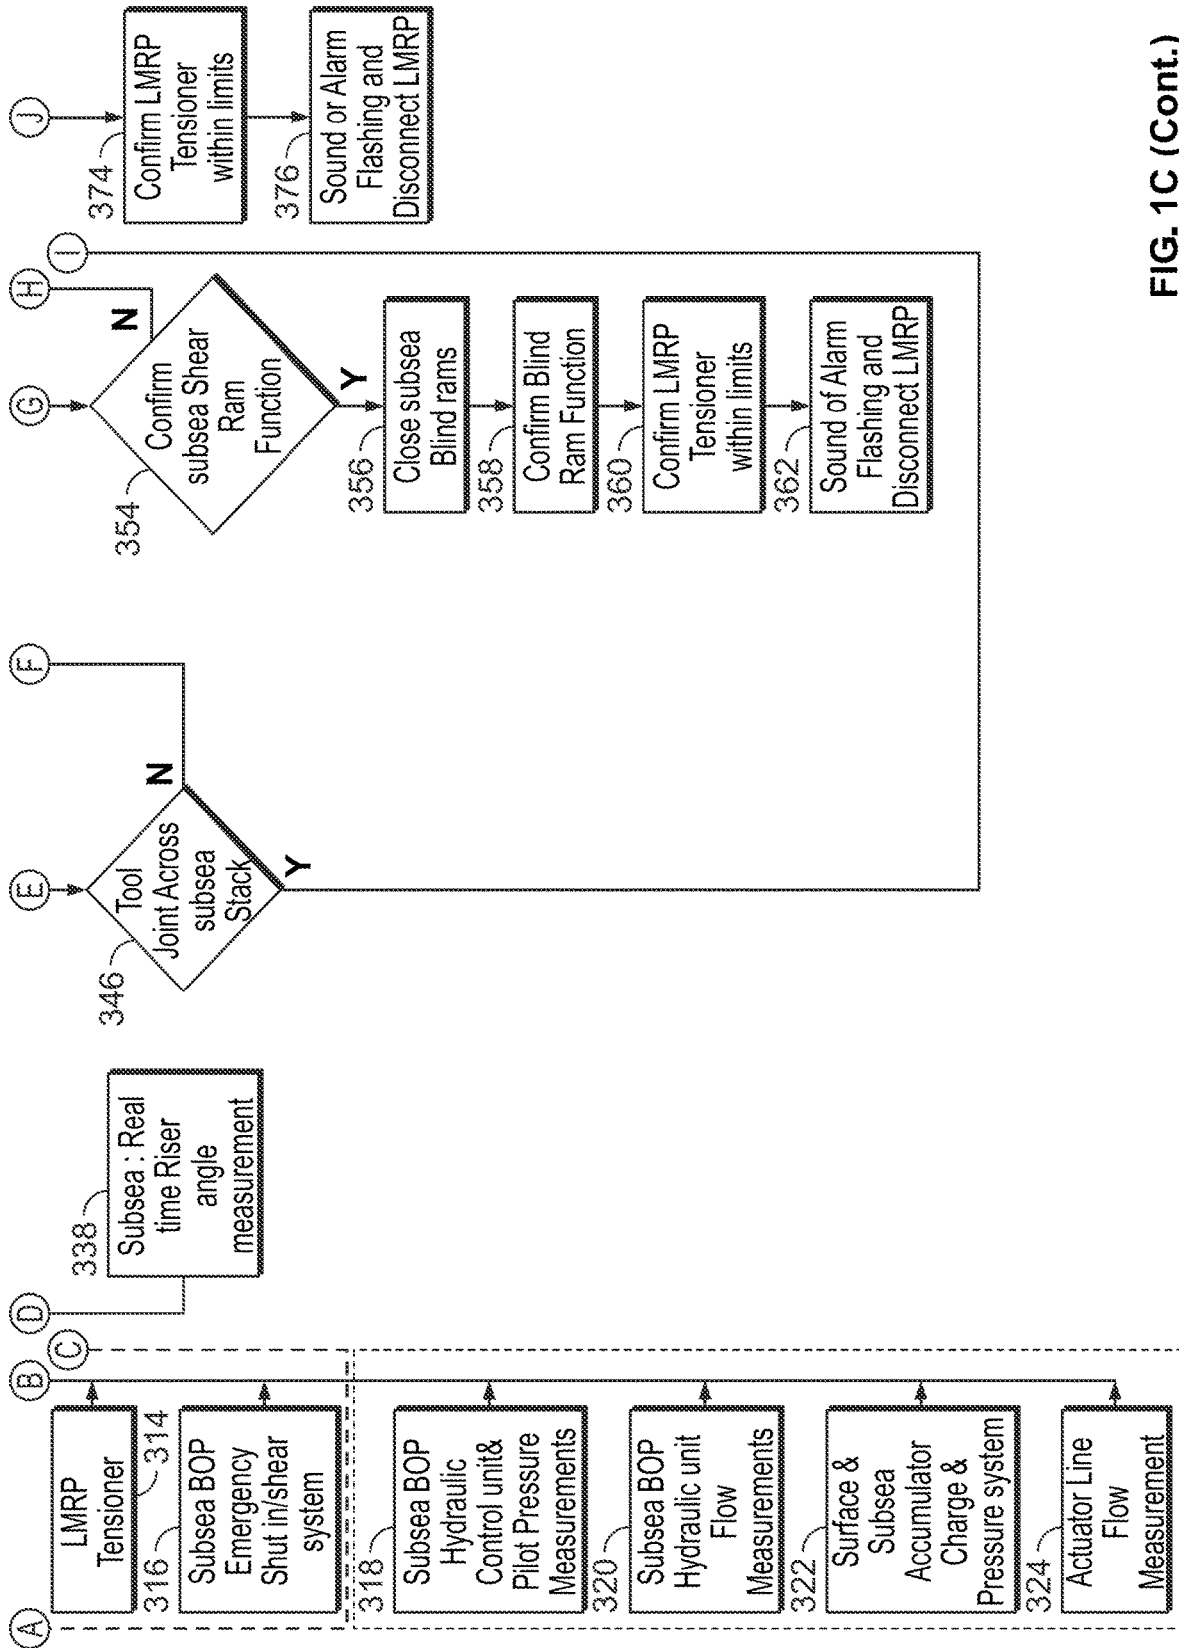 A
B
C
D
E
F
G
H
I
J
LMRP
Tensioner
314
316
Subsea BOP
Emergency
Shut in/shear
system
318
Subsea BOP
Hydraulic
Control unit&
Pilot Pressure
Measurements
320
Subsea BOP
Hydraulic unit
Flow
Measurements
322
Surface &
Subsea
Accumulator
Charge &
Pressure system
324
Actuator Line
Flow
Measurement
338
Subsea : Real
time Riser
angle
measurement
346
Tool
Joint Across
subsea
Stack
N
Y
354
Confirm
subsea Shear
Ram
Function
N
Y
356
Close subsea
Blind rams
358
Confirm Blind
Ram Function
360
Confirm LMRP
Tensioner
within limits
362
Sound of Alarm
Flashing and
Disconnect LMRP
374
Confirm LMRP
Tensioner
within limits
376
Sound or Alarm
Flashing and
Disconnect LMRP
FIG. 1C (Cont.)